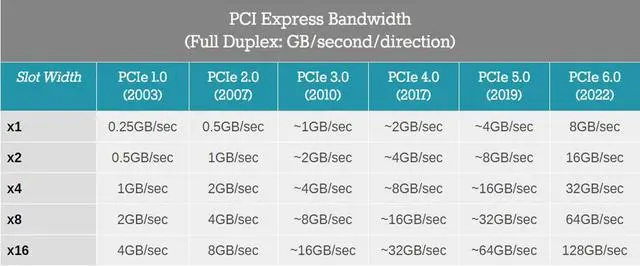 PCI Express Bandwidth
(Full Duplex: GB/second/direction)
Slot Width PCIe 1.0 (2003) PCIe 2.0 (2007) PCIe 3.0 (2010) PCIe 4.0 (2017) PCIe 5.0 (2019) PCIe 6.0 (2022)
x1 0.25GB/sec 0.5GB/sec ~1GB/sec ~2GB/sec ~4GB/sec 8GB/sec
x2 0.5GB/sec 1GB/sec ~2GB/sec ~4GB/sec ~8GB/sec 16GB/sec
x4 1GB/sec 2GB/sec ~4GB/sec ~8GB/sec ~16GB/sec 32GB/sec
x8 2GB/sec 4GB/sec ~8GB/sec ~16GB/sec ~32GB/sec 64GB/sec
x16 4GB/sec 8GB/sec ~16GB/sec ~32GB/sec ~64GB/sec 128GB/sec